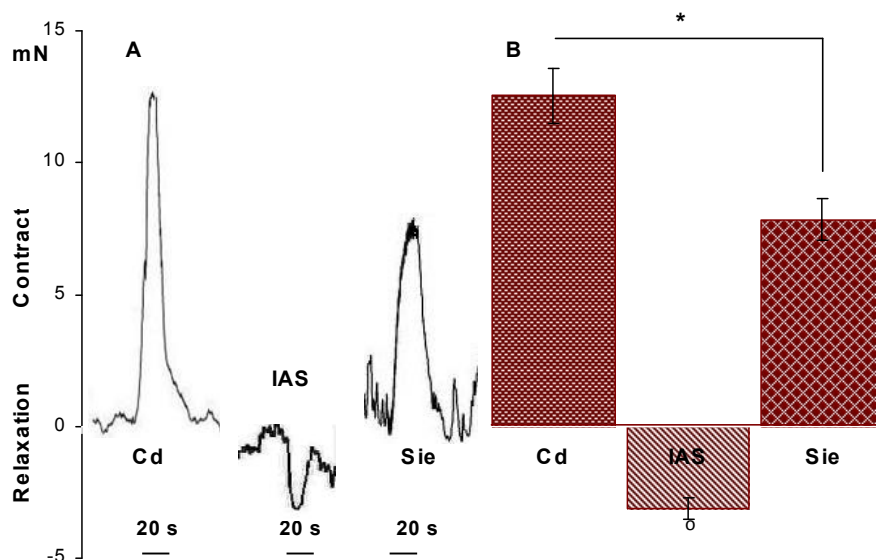 15
mN
A
B
*
10
Contract
5
IAS
0
Relaxation
Cd
Sie
Cd
IAS
Sie
20 s
20 s
20 s
o
-5